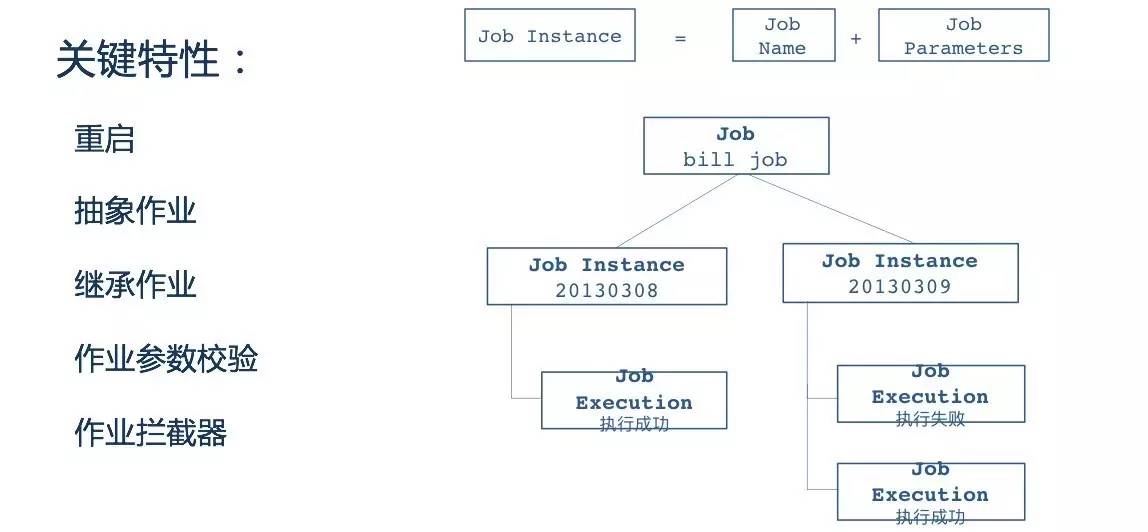 关键特性：
重启
抽象作业
继承作业
作业参数校验
作业拦截器
Job Instance
=
Job
Name
+
Job
Parameters
Job
bill job
Job Instance
20130308
Job Instance
20130309
Job
Execution
执行成功
Job
Execution
执行失败
Job
Execution
执行成功